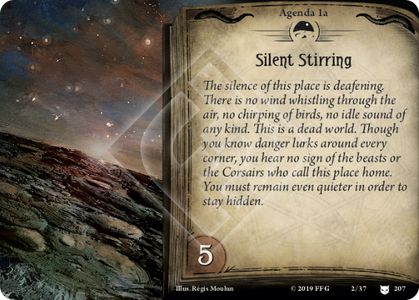 Agenda 1a
Silent Stirring
The silence of this place is deafening.
There is no wind whistling through the
air, no chirping of birds, no idle sound of
any kind. This is a dead world. Though
you know danger lurks around every
corner, you hear no sign of the beasts or
the Corsairs who call this place home.
You must remain even quieter in order to
stay hidden.
5
Illus. Régis Moulun
© 2019 FFG
2/37
207